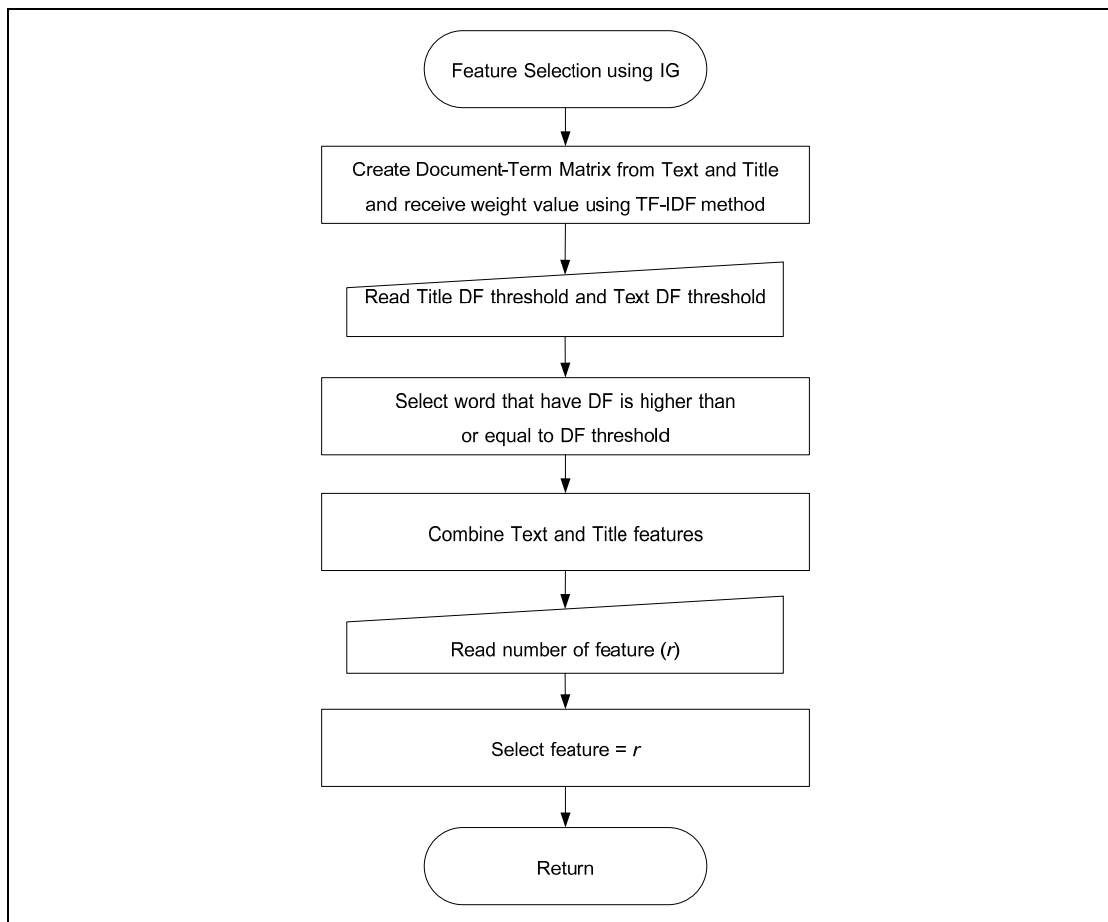 Feature Selection using IG
Create Document-Term Matrix from Text and Title
and receive weight value using TF-IDF method
Read Title DF threshold and Text DF threshold
Select word that have DF is higher than
or equal to DF threshold
Combine Text and Title features
Read number of feature (r)
Select feature = r
Return